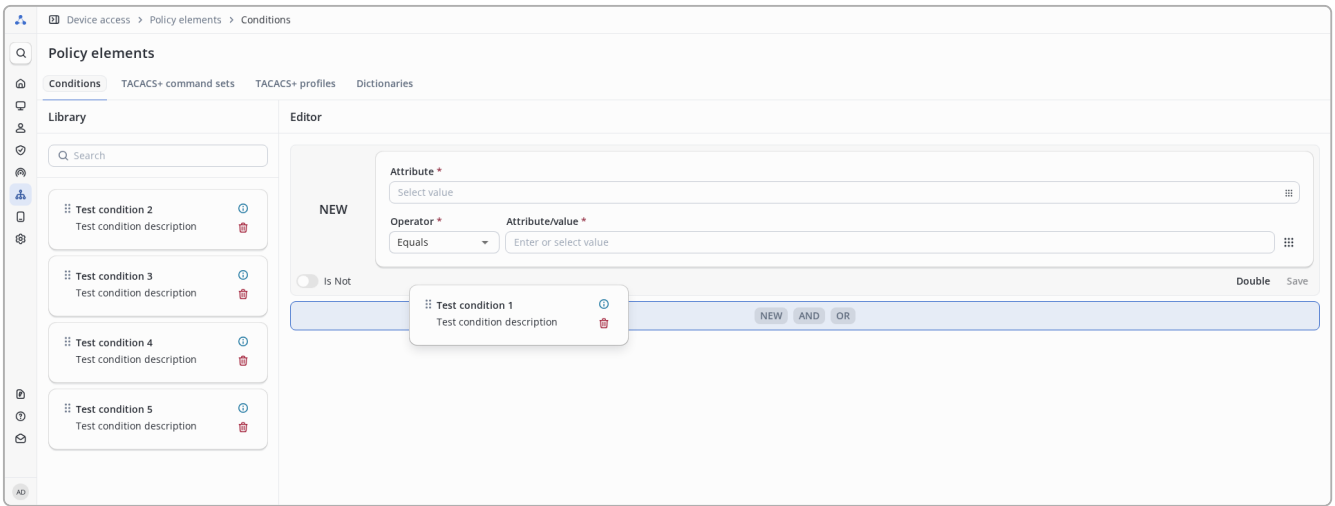 Device access > Policy elements > Conditions
Policy elements
Conditions TACACS+ command sets TACACS+ profiles Dictionaries
Library
Search
Test condition 2
Test condition description
Test condition 3
Test condition description
Test condition 4
Test condition description
Test condition 5
Test condition description
AD
Editor
NEW
Attribute *
Select value
Operator * Attribute/value *
Equals Enter or select value
Is Not Double Save
Test condition 1
Test condition description
NEW AND OR